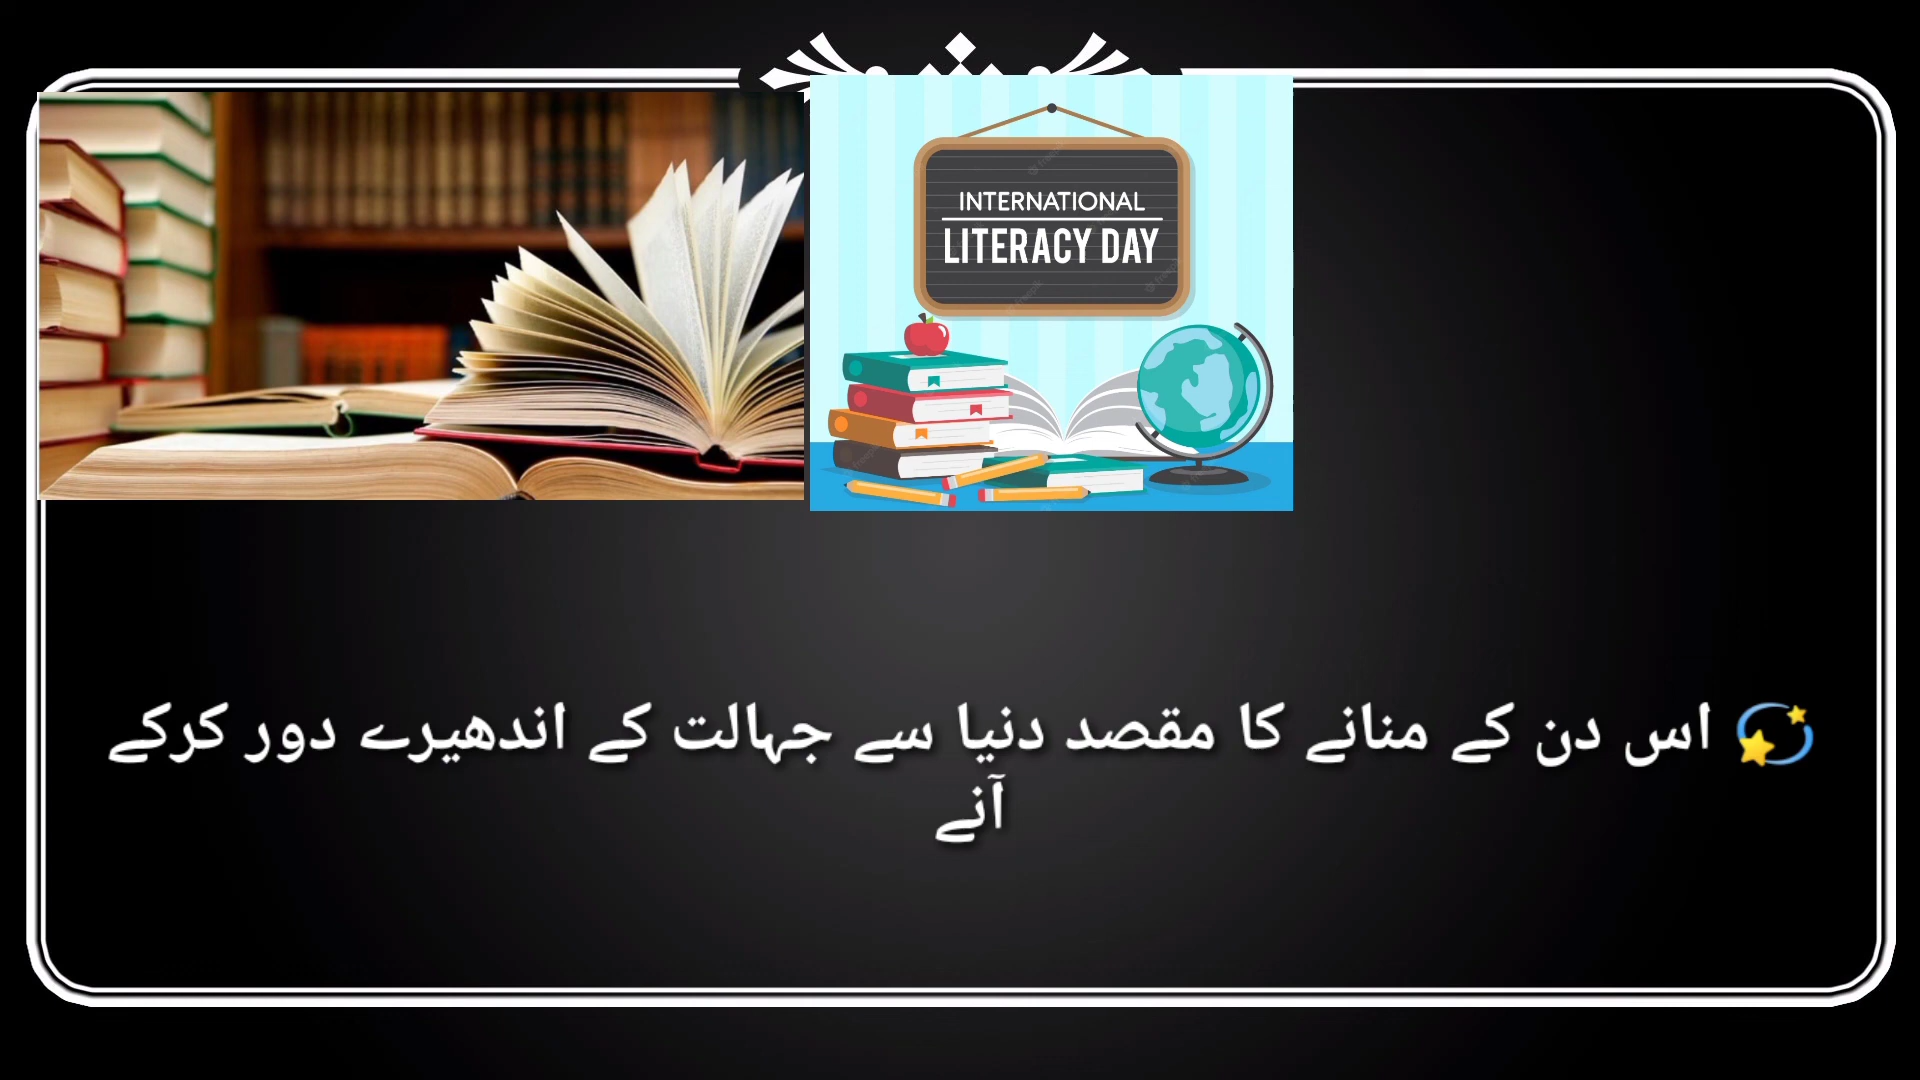 INTERNATIONAL
LITERACY DAY
💫 اس دن کے منانے کا مقصد دنیا سے جہالت کے اندھیرے دور کرکے
آنے